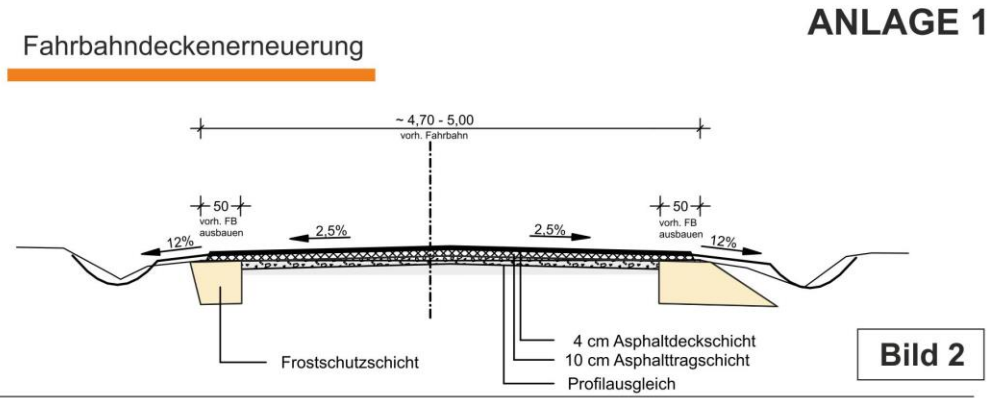 ANLAGE 1
Fahrbahndeckenerneuerung
~ 4,70 - 5,00
vorh. Fahrbahn
50
vorh. FB
ausbauen
50
vorh. FB
ausbauen
12%
2,5%
2,5%
12%
4 cm Asphaltdeckschicht
10 cm Asphalttragschicht
Profilausgleich
Frostschutzschicht
Bild 2